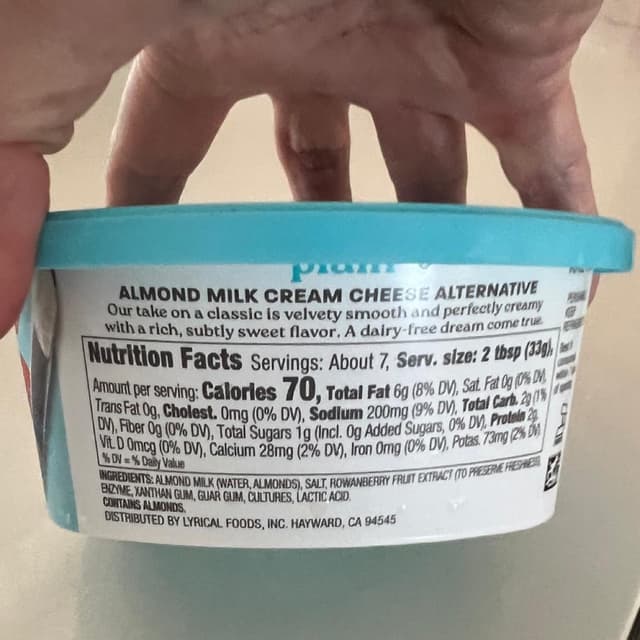 plain
ALMOND MILK CREAM CHEESE ALTERNATIVE
Our take on a classic is velvety smooth and perfectly creamy
with a rich, subtly sweet flavor. A dairy-free dream come true.
Nutrition Facts Servings: About 7, Serv. size: 2 tbsp (33g),
Amount per serving: Calories 70, Total Fat 6g (8% DV), Sat. Fat 0g (0% DV),
Trans Fat 0g, Cholest. 0mg (0% DV), Sodium 200mg (9% DV), Total Carb. 2g (1%
DV), Fiber 0g (0% DV), Total Sugars 1g (Incl. 0g Added Sugars, 0% DV), Protein 2g,
Vit. D 0mcg (0% DV), Calcium 28mg (2% DV), Iron 0mg (0% DV), Potas. 73mg (2% DV)
% DV = % Daily Value
INGREDIENTS: ALMOND MILK (WATER, ALMONDS), SALT, ROWANBERRY FRUIT EXTRACT (TO PRESERVE FRESHNESS),
ENZYME, XANTHAN GUM, GUAR GUM, CULTURES, LACTIC ACID.
CONTAINS ALMONDS.
DISTRIBUTED BY LYRICAL FOODS, INC. HAYWARD, CA 94545